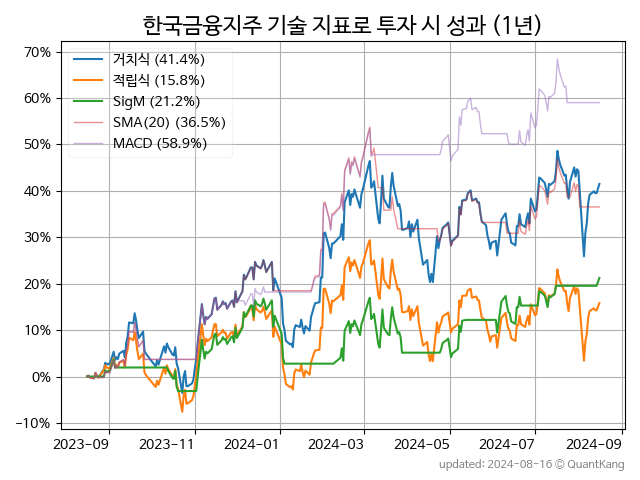 한국금융지주 기술 지표로 투자 시 성과 (1년)
70%
60%
50%
40%
30%
20%
10%
0%
−10%
거치식 (41.4%)
적립식 (15.8%)
SigM (21.2%)
SMA(20) (36.5%)
MACD (58.9%)
2023-09 2023-11 2024-01 2024-03 2024-05 2024-07 2024-09
updated: 2024-08-16 © QuantKang